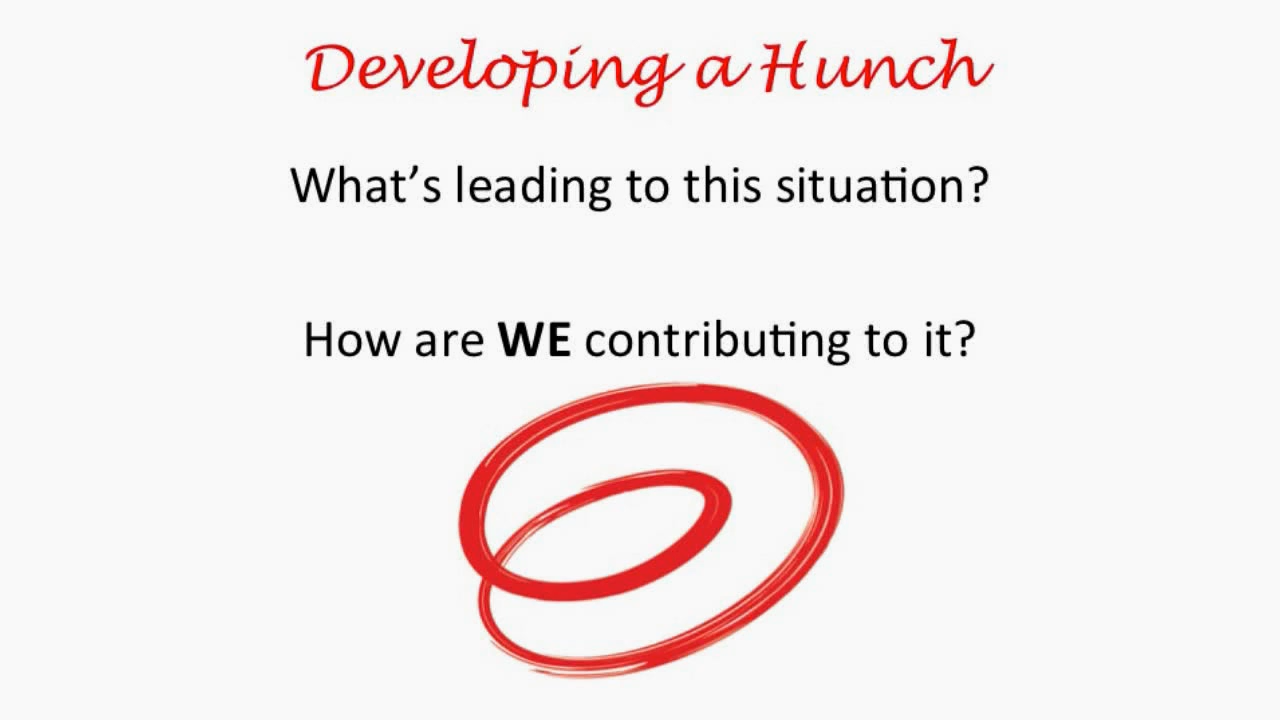 Developing a Hunch
What’s leading to this situation?
How are WE contributing to it?